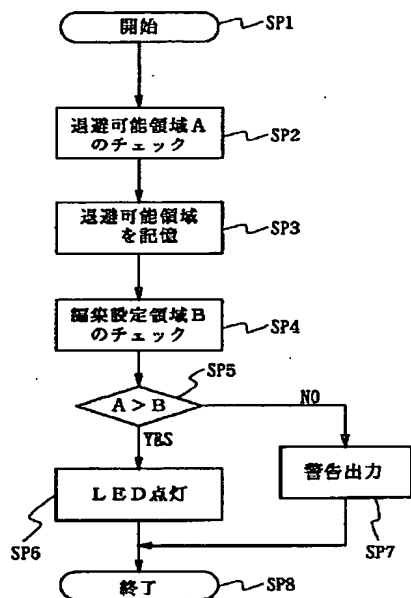 開始
SP1
退避可能領域A
のチェック
SP2
退避可能領域
を記憶
SP3
編集設定領域B
のチェック
SP4
SP5
A>B
NO
YES
LED点灯
SP6
警告出力
SP7
終了
SP8